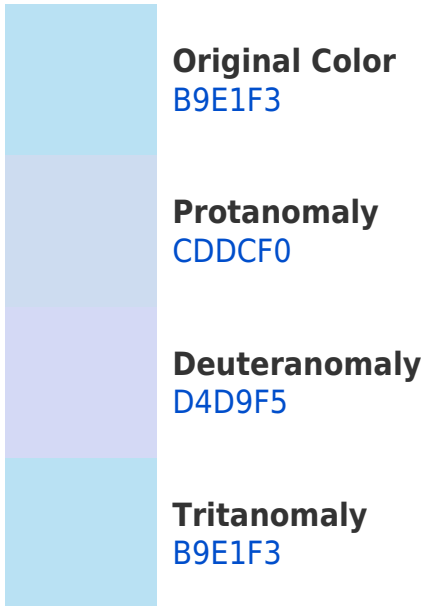 Original Color
B9E1F3
Protanomaly
CDDCF0
Deuteranomaly
D4D9F5
Tritanomaly
B9E1F3